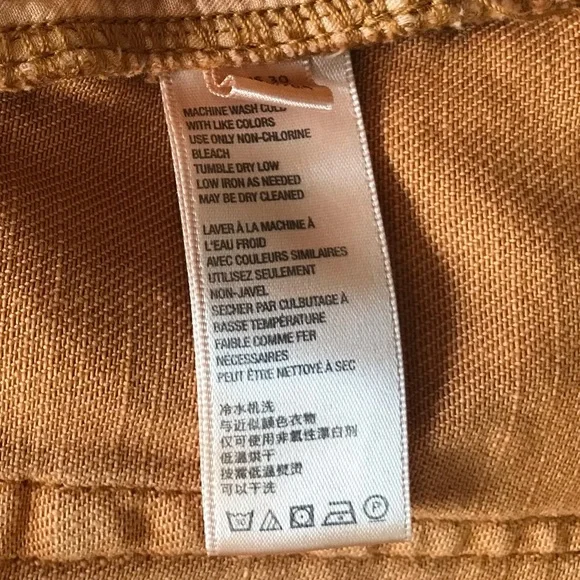 30
MACHINE WASH COLD
WITH LIKE COLORS
USE ONLY NON-CHLORINE
BLEACH
TUMBLE DRY LOW
LOW IRON AS NEEDED
MAY BE DRY CLEANED
LAVER À LA MACHINE À
L'EAU FROID
AVEC COULEURS SIMILAIRES
UTILISEZ SEULEMENT
NON-JAVEL
SECHER PAR CULBUTAGE À
BASSE TEMPÉRATURE
FAIBLE COMME FER
NÉCESSAIRES
PEUT ÊTRE NETTOYÉ À SEC
冷水机洗
与近似颜色衣物
仅可使用非氯性漂白剂
低温烘干
按需低温熨烫
可以干洗